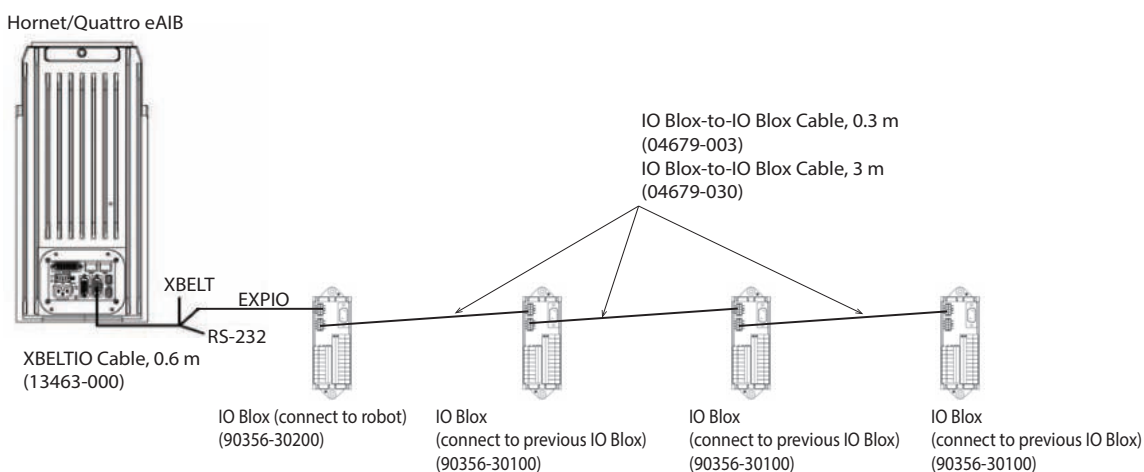 Hornet/Quattro eAIB
IO Blox-to-IO Blox Cable, 0.3 m
(04679-003)
IO Blox-to-IO Blox Cable, 3 m
(04679-030)
XBELT
EXPIO
RS-232
XBELTIO Cable, 0.6 m
(13463-000)
IO Blox (connect to robot)
(90356-30200)
IO Blox
(connect to previous IO Blox)
(90356-30100)
IO Blox
(connect to previous IO Blox)
(90356-30100)
IO Blox
(connect to previous IO Blox)
(90356-30100)